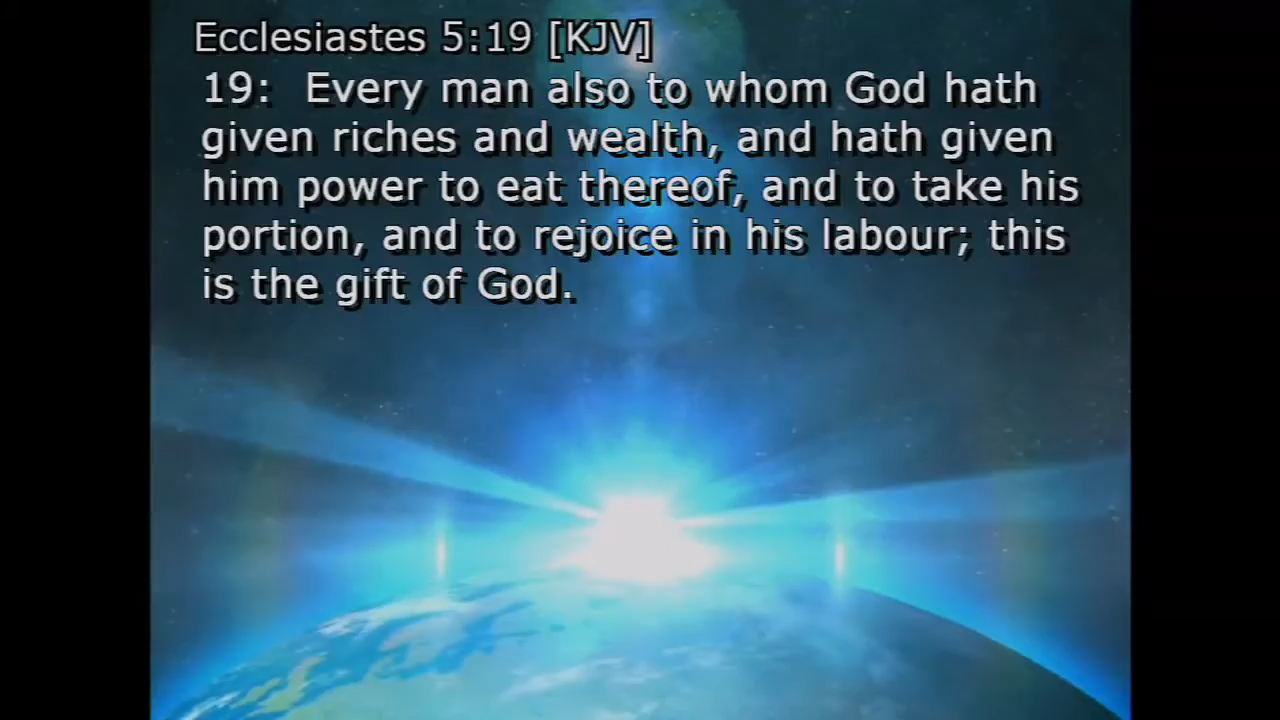 Ecclesiastes 5:19 [KJV]
19: Every man also to whom God hath
given riches and wealth, and hath given
him power to eat thereof, and to take his
portion, and to rejoice in his labour; this
is the gift of God.